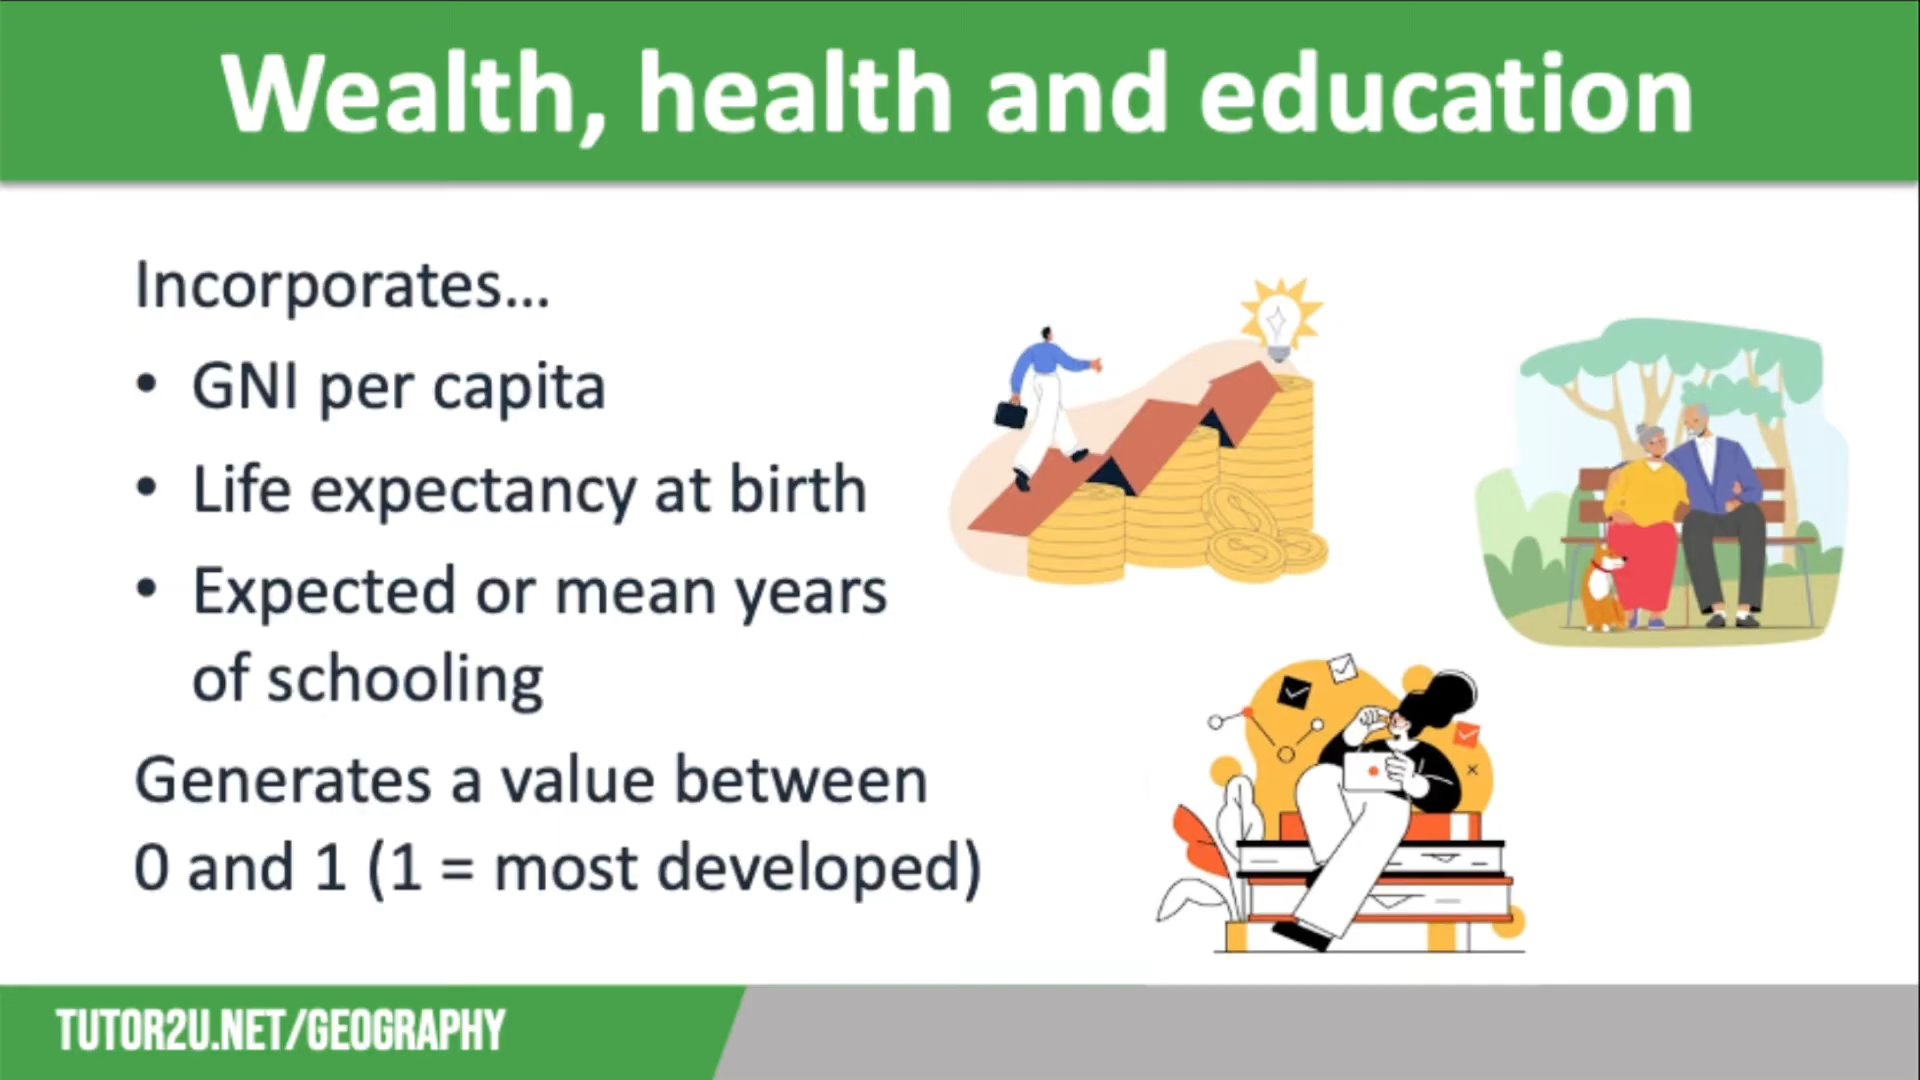 Wealth, health and education
Incorporates...
• GNI per capita
• Life expectancy at birth
• Expected or mean years
of schooling
Generates a value between
0 and 1 (1 = most developed)
TUTOR2U.NET/GEOGRAPHY